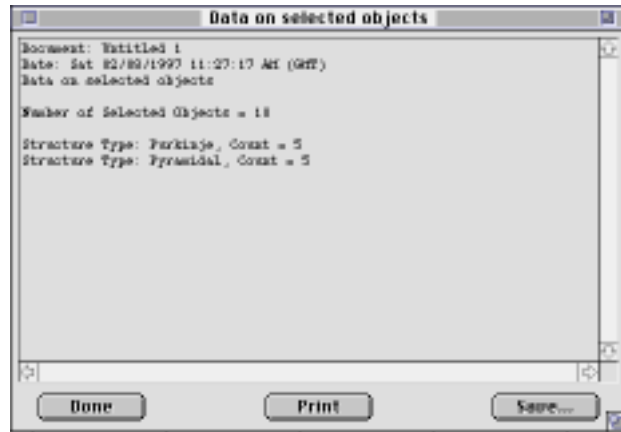 Data on selected objects
Document: Untitled 1
Date: Sat 02/08/1997 11:27:17 AM (GMT)
Data on selected objects
Number of Selected Objects = 10
Structure Type: Purkinje, Count = 5
Structure Type: Pyramidal, Count = 5
Done Print Save...